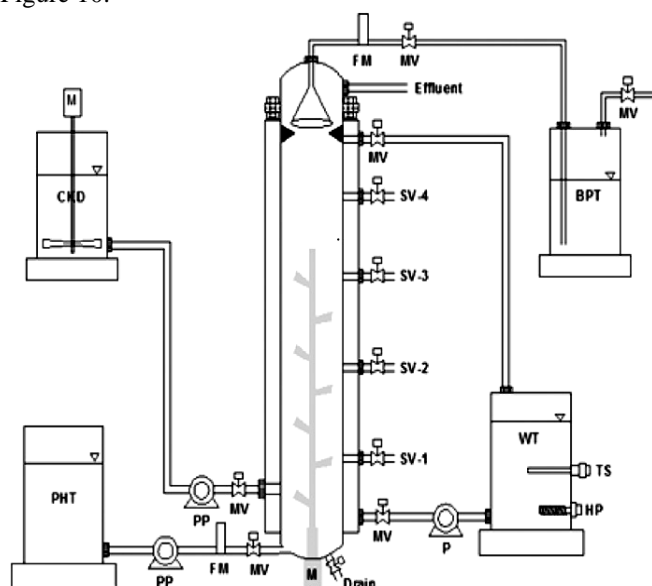 Figure 10.
FM
MV
Effluent
M
MV
MV
CKD
SV-4
BPT
SV-3
SV-2
WT
SV-1
TS
PHT
PP
MV
HP
MV
P
PP
FM
MV
M
Drain